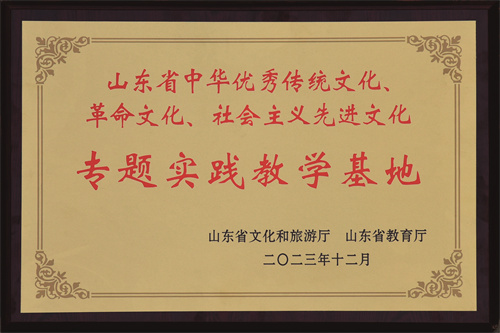 山东省中华优秀传统文化、
革命文化、社会主义先进文化
专题实践教学基地
山东省文化和旅游厅 山东省教育厅
二〇二三年十二月